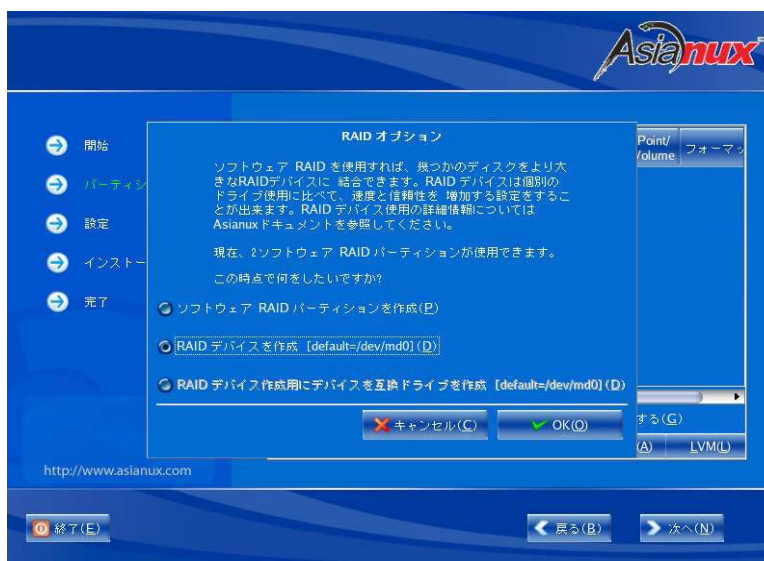 Asianux
開始
設定
完了
RAID オプション
ソフトウェア RAID を使用すれば、幾つかのディスクをより大
きなRAIDデバイスに 結合できます。RAID デバイスは個別の
ドライブ使用に比べて、速度と信頼性を 増加する設定をするこ
とが出来ます。RAID デバイス使用の詳細情報については
Asianuxドキュメントを参照してください。
現在、2ソフトウェア RAID パーティションが使用できます。
この時点で何をしたいですか?
ソフトウェア RAID パーティションを作成(P)
RAID デバイスを作成 [default=/dev/md0] (D)
RAID デバイス作成用にデバイスを互換ドライブを作成 [default=/dev/md0] (D)
キャンセル(C)
OK(O)
Point/
Volume
する(G)
(A)
LVM(L)
http://www.asianux.com
終了(E)
戻る(B)
次へ(N)